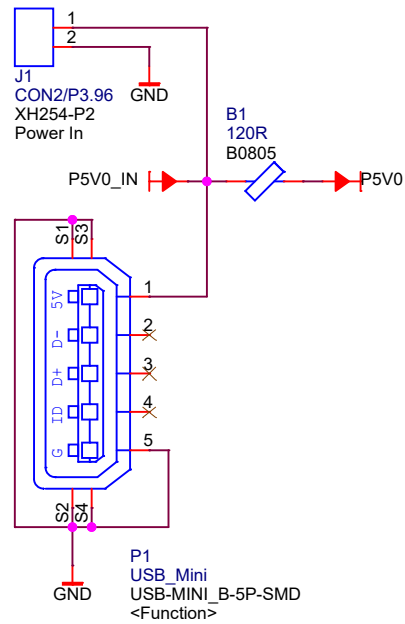 1
2
J1
CON2/P3.96
XH254-P2
Power In
GND
B1
120R
B0805
P5V0_IN
P5V0
S1
S3
5V
1
D-
2
D+
3
ID
4
G
5
S2
S4
GND
P1
USB_Mini
USB-MINI_B-5P-SMD
<Function>